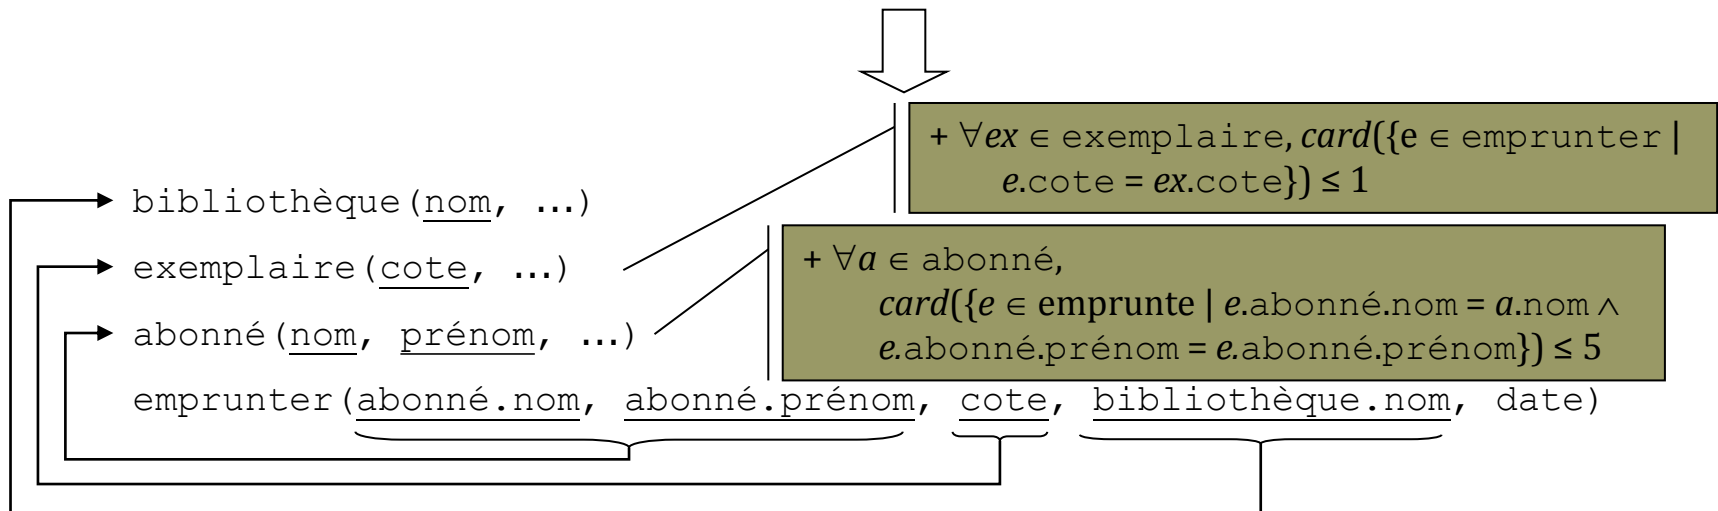 + ∀ex ∈ exemplaire, card({e ∈ emprunter |
e.cote = ex.cote}) ≤ 1
bibliothèque(nom, …)
+ ∀a ∈ abonné,
exemplaire(cote, …)
card({e ∈ emprunte | e.abonné.nom = a.nom ∧
abonné(nom, prénom, …)
e.abonné.prénom = e.abonné.prénom}) ≤ 5
emprunter(abonné.nom, abonné.prénom, cote, bibliothèque.nom, date)